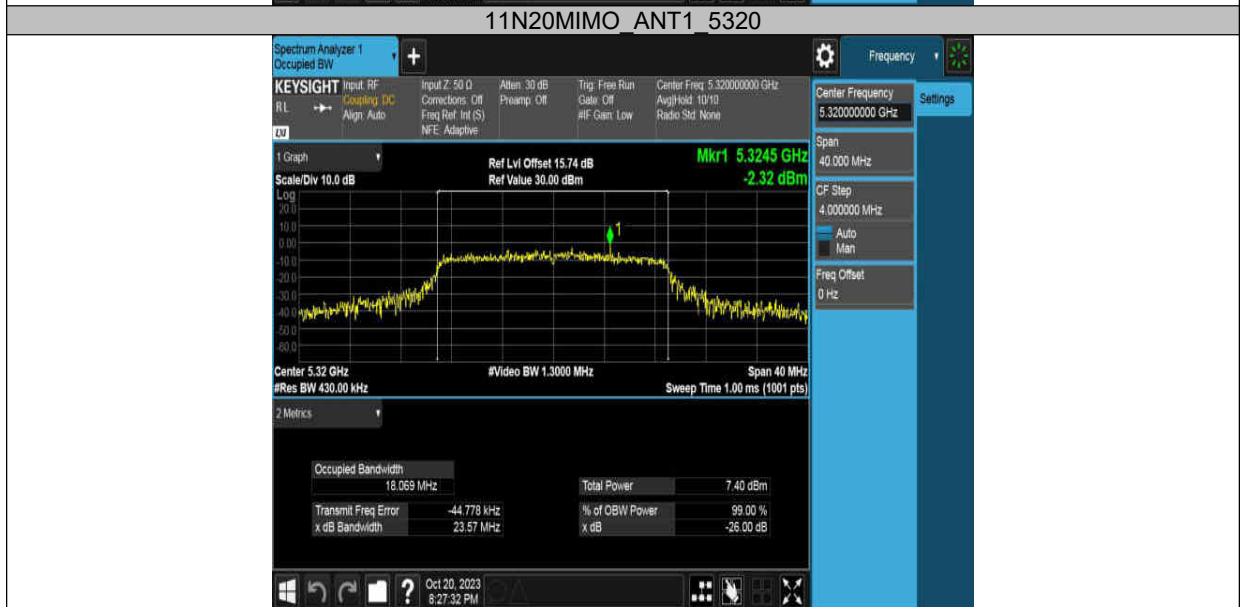 11N20MIMO_ANT1_5320
Spectrum Analyzer 1
Occupied BW
Frequency
KEYSIGHT
RL
LXI
Input: RF
Coupling: DC
Align: Auto
Input Z: 50 Ω
Corrections: Off
Freq Ref: Int (S)
NFE: Adaptive
Atten: 30 dB
Preamp: Off
Trig: Free Run
Gate: Off
#IF Gain: Low
Center Freq: 5.320000000 GHz
Avg|Hold: 10/10
Radio Std: None
Center Frequency
5.320000000 GHz
Settings
Span
40.000 MHz
CF Step
4.000000 MHz
Auto
Man
Freq Offset
0 Hz
1 Graph
Scale/Div 10.0 dB
Ref Lvl Offset 15.74 dB
Ref Value 30.00 dBm
Mkr1 5.3245 GHz
-2.32 dBm
Log
20.0
10.0
0.00
-10.0
-20.0
-30.0
-40.0
-50.0
-60.0
1
Center 5.32 GHz
#Video BW 1.3000 MHz
Span 40 MHz
#Res BW 430.00 kHz
Sweep Time 1.00 ms (1001 pts)
2 Metrics
Occupied Bandwidth
18.069 MHz
Total Power 7.40 dBm
Transmit Freq Error -44.778 kHz
% of OBW Power 99.00 %
x dB Bandwidth 23.57 MHz
x dB -26.00 dB
?
Oct 20, 2023
8:27:32 PM